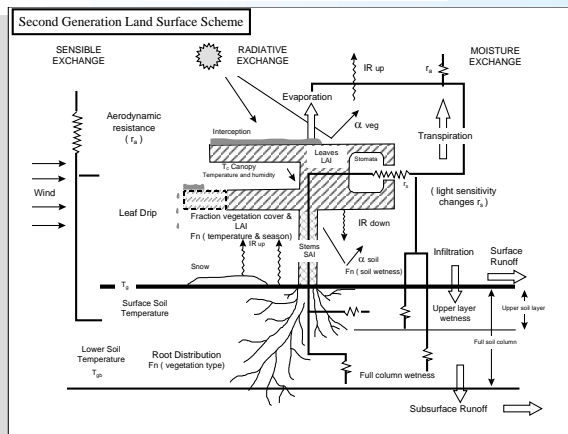 Second Generation Land Surface Scheme
SENSIBLE
EXCHANGE
RADIATIVE
EXCHANGE
MOISTURE
EXCHANGE
IR up
rₐ
Evaporation
Aerodynamic
resistance
( rₐ )
α veg
Interception
Transpiration
Leaves
LAI
Stomata
T꜀ Canopy
Temperature and humidity
rₛ
Wind
( light sensitivity
changes rₛ )
Leaf Drip
Fraction vegetation cover &
LAI
Fn ( temperature & season )
IR down
IR up
Stems
SAI
α soil
Fn ( soil wetness )
Infiltration
Surface
Runoff
Snow
T
Surface Soil
Temperature
Upper layer
wetness
Upper soil layer
Full soil column
Lower Soil
Temperature
T gb
Root Distribution
Fn ( vegetation type )
Full column wetness
Subsurface Runoff